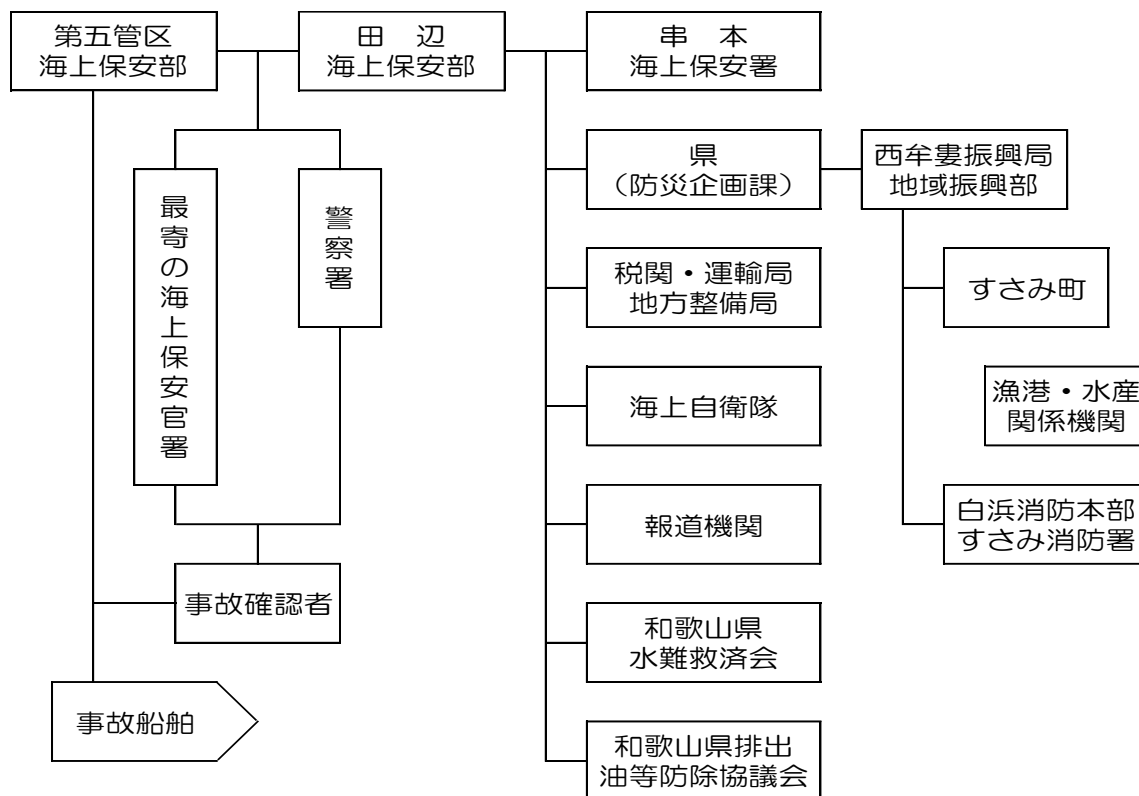 第五管区
海上保安部
田　辺
海上保安部
串　本
海上保安署
県
（防災企画課）
西牟婁振興局
地域振興部
最寄の海上保安官署
警察署
税関・運輸局
地方整備局
すさみ町
海上自衛隊
漁港・水産
関係機関
報道機関
白浜消防本部
すさみ消防署
事故確認者
和歌山県
水難救済会
事故船舶
和歌山県排出
油等防除協議会